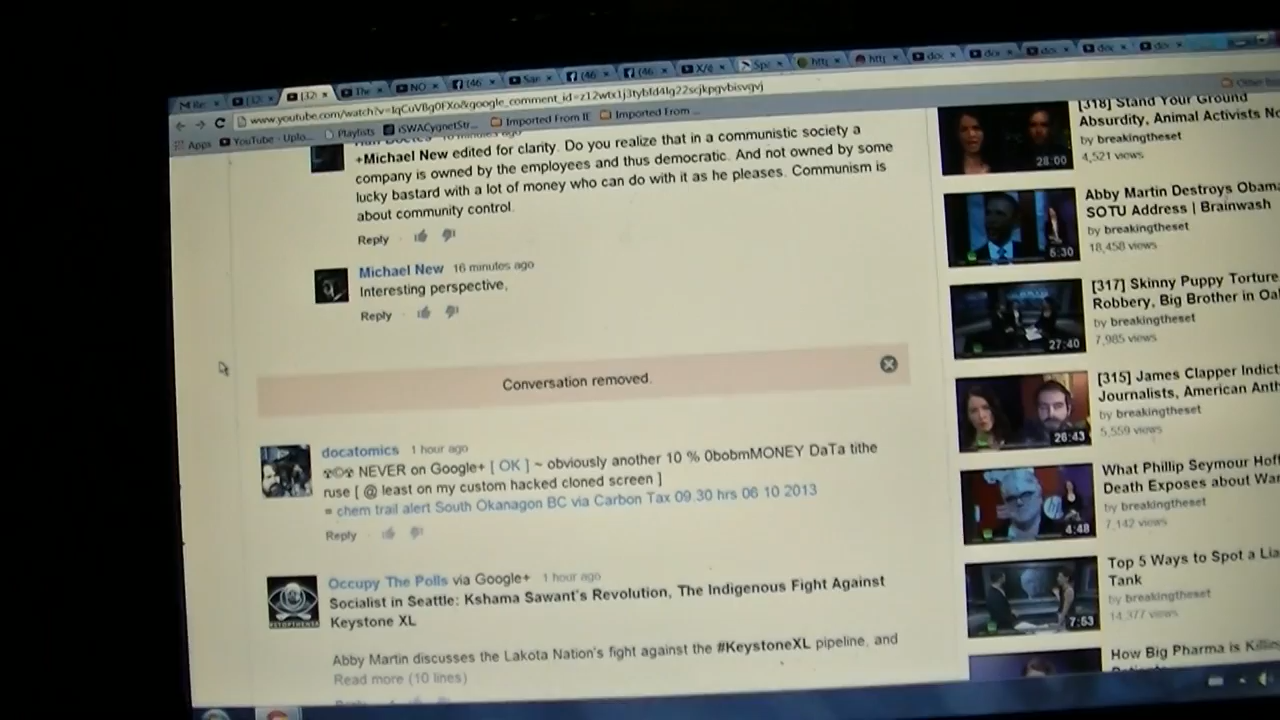 www.youtube.com/watch?v=IqCuVBg0FXo&google_comment_id=z12wtx1j3tybfd4lg22scjkpgvbisvgvj
Apps YouTube - Uplo... Playlists iSWACygnetStr... Imported From IE Imported From ...
+Michael New edited for clarity. Do you realize that in a communistic society a
company is owned by the employees and thus democratic. And not owned by some
lucky bastard with a lot of money who can do with it as he pleases. Communism is
about community control.
Reply
Michael New 16 minutes ago
Interesting perspective,
Reply
Conversation removed.
docatomics 1 hour ago
☢©☢ NEVER on Google+ [ OK ] ~ obviously another 10 % 0bobmMONEY DaTa tithe
ruse [ @ least on my custom hacked cloned screen ]
= chem trail alert South Okanagon BC via Carbon Tax 09 30 hrs 06 10 2013
Reply
Occupy The Polls via Google+ 1 hour ago
Socialist in Seattle: Kshama Sawant's Revolution, The Indigenous Fight Against
Keystone XL
Abby Martin discusses the Lakota Nation's fight against the #KeystoneXL pipeline, and
Read more (10 lines)
[318] Stand Your Ground
Absurdity, Animal Activists No
by breakingtheset
4,521 views
28:00
Abby Martin Destroys Obama
SOTU Address | Brainwash
by breakingtheset
18,458 views
6:30
[317] Skinny Puppy Torture
Robbery, Big Brother in Oa
by breakingtheset
7,985 views
27:40
[315] James Clapper Indict
Journalists, American Anth
by breakingtheset
5,559 views
26:43
What Phillip Seymour Hoff
Death Exposes about War
by breakingtheset
7,142 views
4:48
Top 5 Ways to Spot a Lia
Tank
by breakingtheset
14,377 views
7:53
How Big Pharma is Killing